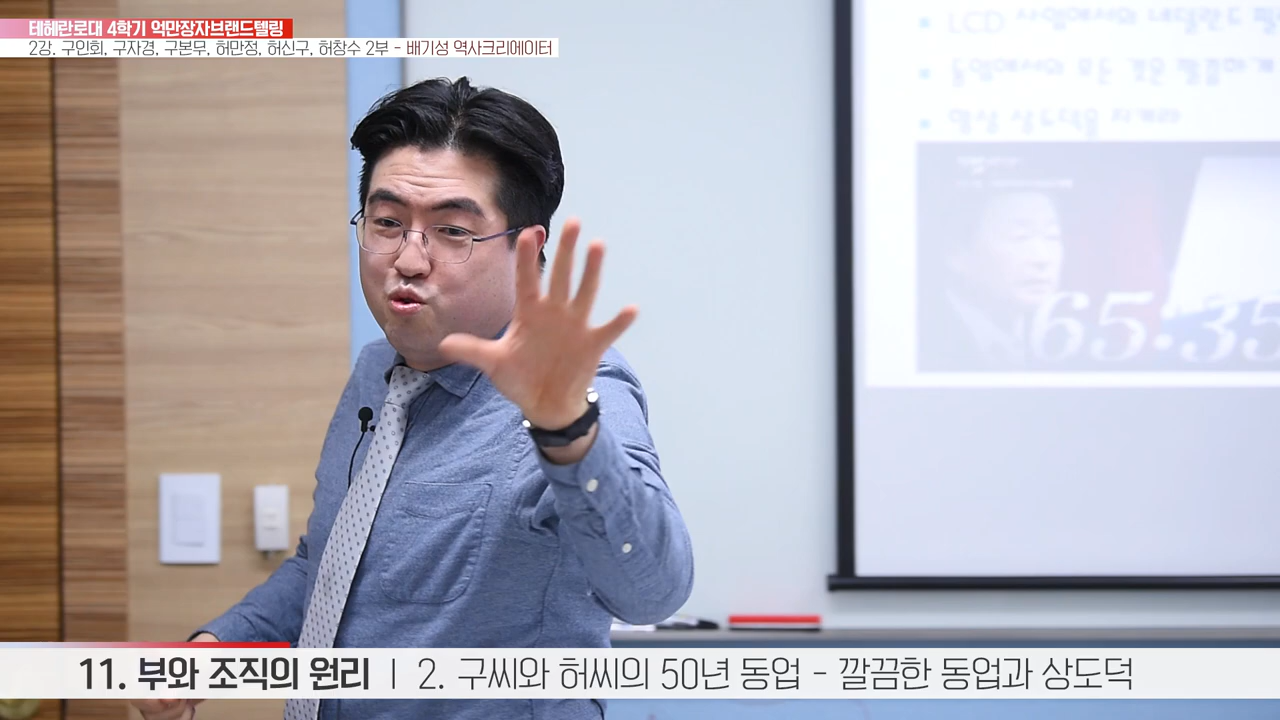 테헤란로대 4학기 억만장자브랜드텔링
2강. 구인회, 구자경, 구본무, 허만정, 허신구, 허창수 2부 - 배기성 역사크리에이터
LCD
65:35
11. 부와 조직의 원리 | 2. 구씨와 허씨의 50년 동업 - 깔끔한 동업과 상도덕